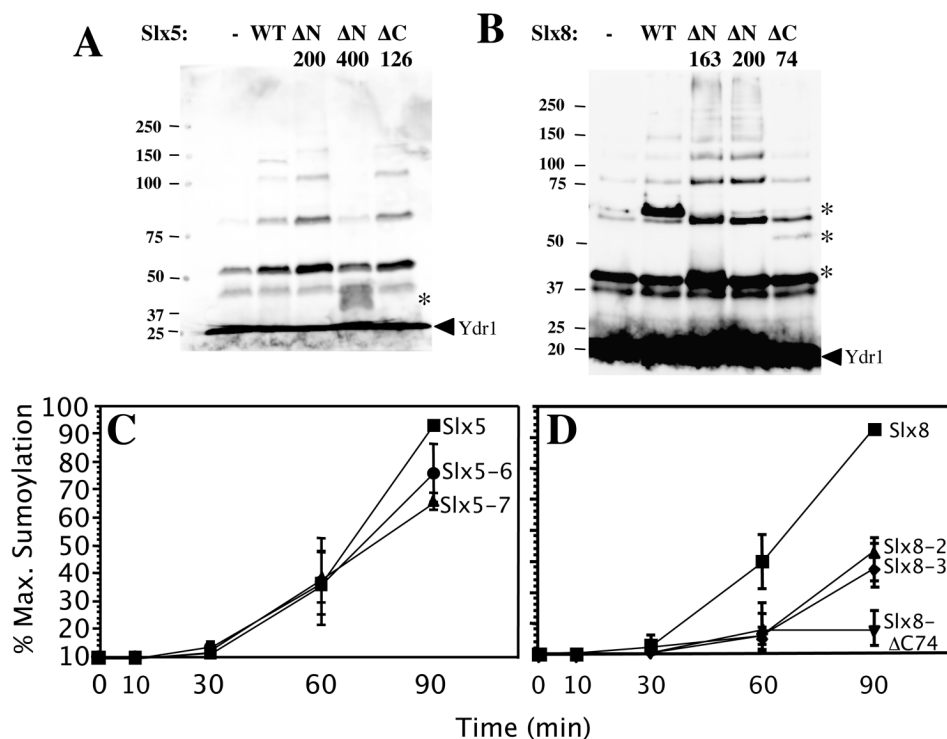 A
Slx5: - WT ΔN ΔN ΔC
200 400 126
250
150
100
75
50
37
25
*
Ydr1
B
Slx8: - WT ΔN ΔN ΔC
163 200 74
250
150
100
75
50
37
25
20
*
*
*
Ydr1
C
% Max. Sumoylation
100
90
80
70
60
50
40
30
20
10
Slx5
Slx5-6
Slx5-7
0 10 30 60 90
D
Slx8
Slx8-2
Slx8-3
Slx8-
ΔC74
0 10 30 60 90
Time (min)